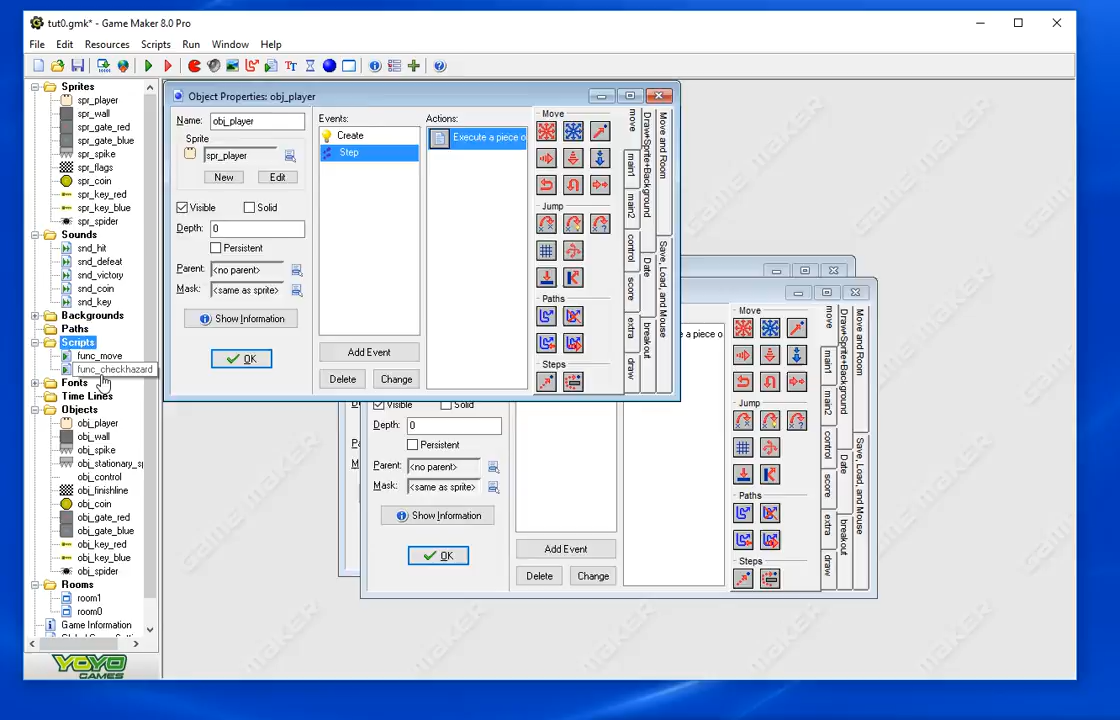 tut0.gmk* - Game Maker 8.0 Pro
File Edit Resources Scripts Run Window Help
Sprites
spr_player
spr_wall
spr_gate_red
spr_gate_blue
spr_spike
spr_flags
spr_coin
spr_key_red
spr_key_blue
spr_spider
Sounds
snd_hit
snd_defeat
snd_victory
snd_coin
snd_key
Backgrounds
Paths
Scripts
func_move
func_checkhazard
Fonts
Time Lines
Objects
obj_player
obj_wall
obj_spike
obj_stationary_sp
obj_control
obj_finishline
obj_coin
obj_gate_red
obj_gate_blue
obj_key_red
obj_key_blue
obj_spider
Rooms
room1
room0
Game Information
YOYO
GAMES
Object Properties: obj_player
Name: obj_player
Sprite
spr_player
New Edit
Visible Solid
Depth: 0
Persistent
Parent: <no parent>
Mask: <same as sprite>
Show Information
OK
Events:
Create
Step
Add Event
Delete Change
Actions:
Execute a piece o
Move
Jump
Paths
Steps
move
main1
main2
control
score
extra
draw
Draw+Sprite+Background
Date
breakout
Move and Room
Save, Load, and Mouse
Visible Solid
Depth: 0
Persistent
Parent: <no parent>
Mask: <same as sprite>
Show Information
OK
Add Event
Delete Change
e a piece o
Move
Jump
Paths
Steps
move
main1
main2
control
score
extra
draw
Draw+Sprite+Background
Date
breakout
Move and Room
Save, Load, and Mouse